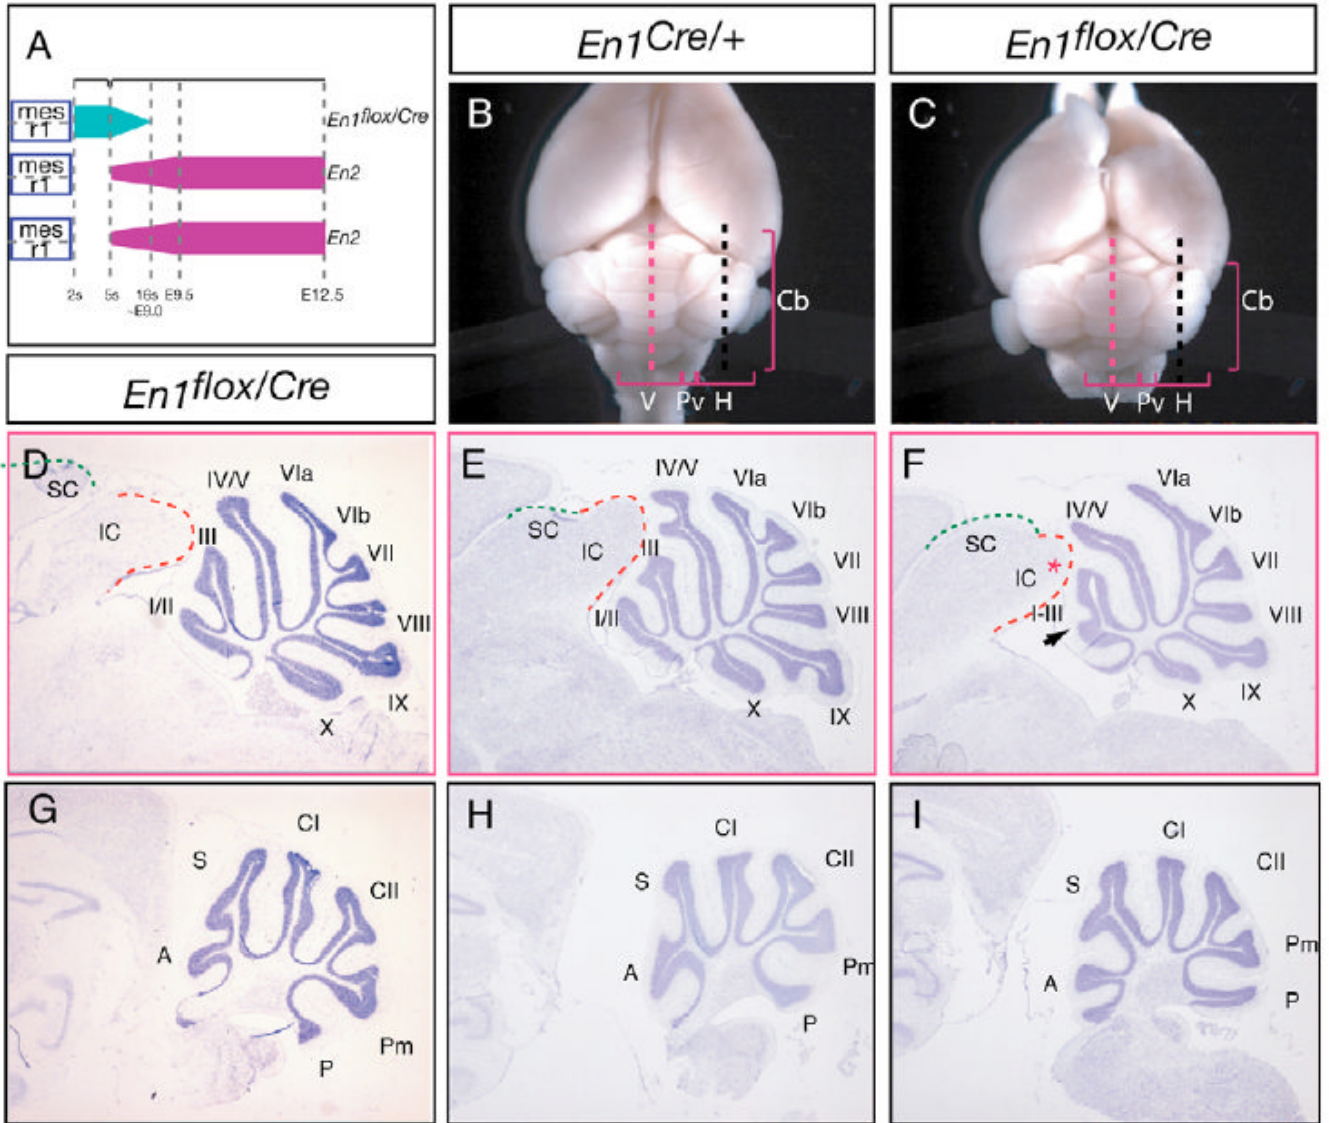 A
mes
r1
En1flox/Cre
mes
r1
En2
mes
r1
En2
2s 5s 16s E9.5 E12.5
~E9.0
En1Cre/+
B
Cb
V Pv H
En1flox/Cre
C
Cb
V Pv H
En1flox/Cre
D
SC
IC
III
I/II
IV/V
VIa
VIb
VII
VIII
IX
X
E
SC
IC
III
I/II
IV/V
VIa
VIb
VII
VIII
IX
X
F
SC
IC
*
I-III
IV/V
VIa
VIb
VII
VIII
IX
X
G
CI
S
CII
A
Pm
P
H
CI
S
CII
A
Pm
P
I
CI
S
CII
A
Pm
P